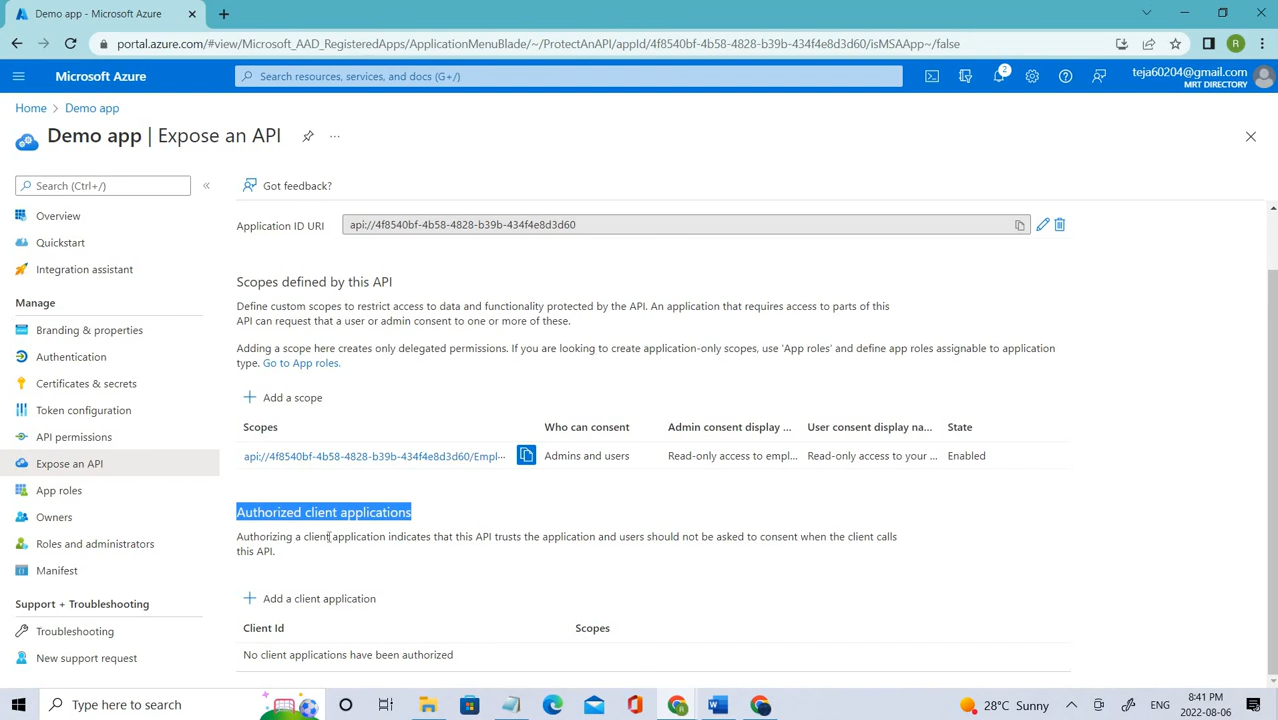 Demo app - Microsoft Azure
portal.azure.com/#view/Microsoft_AAD_RegisteredApps/ApplicationMenuBlade/~/ProtectAnAPI/appId/4f8540bf-4b58-4828-b39b-434f4e8d3d60/isMSAApp~/false
R
Microsoft Azure
Search resources, services, and docs (G+/)
2
teja60204@gmail.com
MRT DIRECTORY
Home > Demo app
Demo app | Expose an API
Search (Ctrl+/)
Got feedback?
Overview
Quickstart
Integration assistant
Manage
Branding & properties
Authentication
Certificates & secrets
Token configuration
API permissions
Expose an API
App roles
Owners
Roles and administrators
Manifest
Support + Troubleshooting
Troubleshooting
New support request
Application ID URI api://4f8540bf-4b58-4828-b39b-434f4e8d3d60
Scopes defined by this API
Define custom scopes to restrict access to data and functionality protected by the API. An application that requires access to parts of this
API can request that a user or admin consent to one or more of these.
Adding a scope here creates only delegated permissions. If you are looking to create application-only scopes, use 'App roles' and define app roles assignable to application
type. Go to App roles.
Add a scope
Scopes Who can consent Admin consent display ... User consent display na... State
api://4f8540bf-4b58-4828-b39b-434f4e8d3d60/Empl... Admins and users Read-only access to empl... Read-only access to your ... Enabled
Authorized client applications
Authorizing a client application indicates that this API trusts the application and users should not be asked to consent when the client calls
this API.
Add a client application
Client Id Scopes
No client applications have been authorized
Type here to search
28°C Sunny
ENG
8:41 PM
2022-08-06